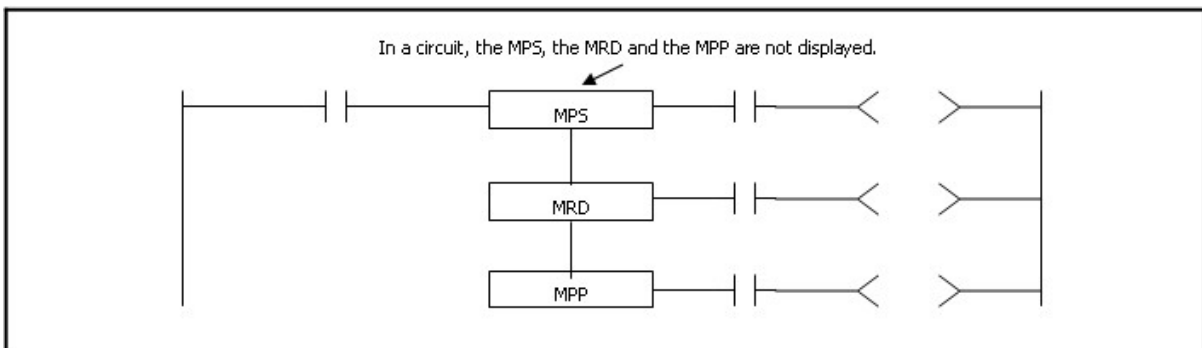 In a circuit, the MPS, the MRD and the MPP are not displayed.
MPS
MRD
MPP